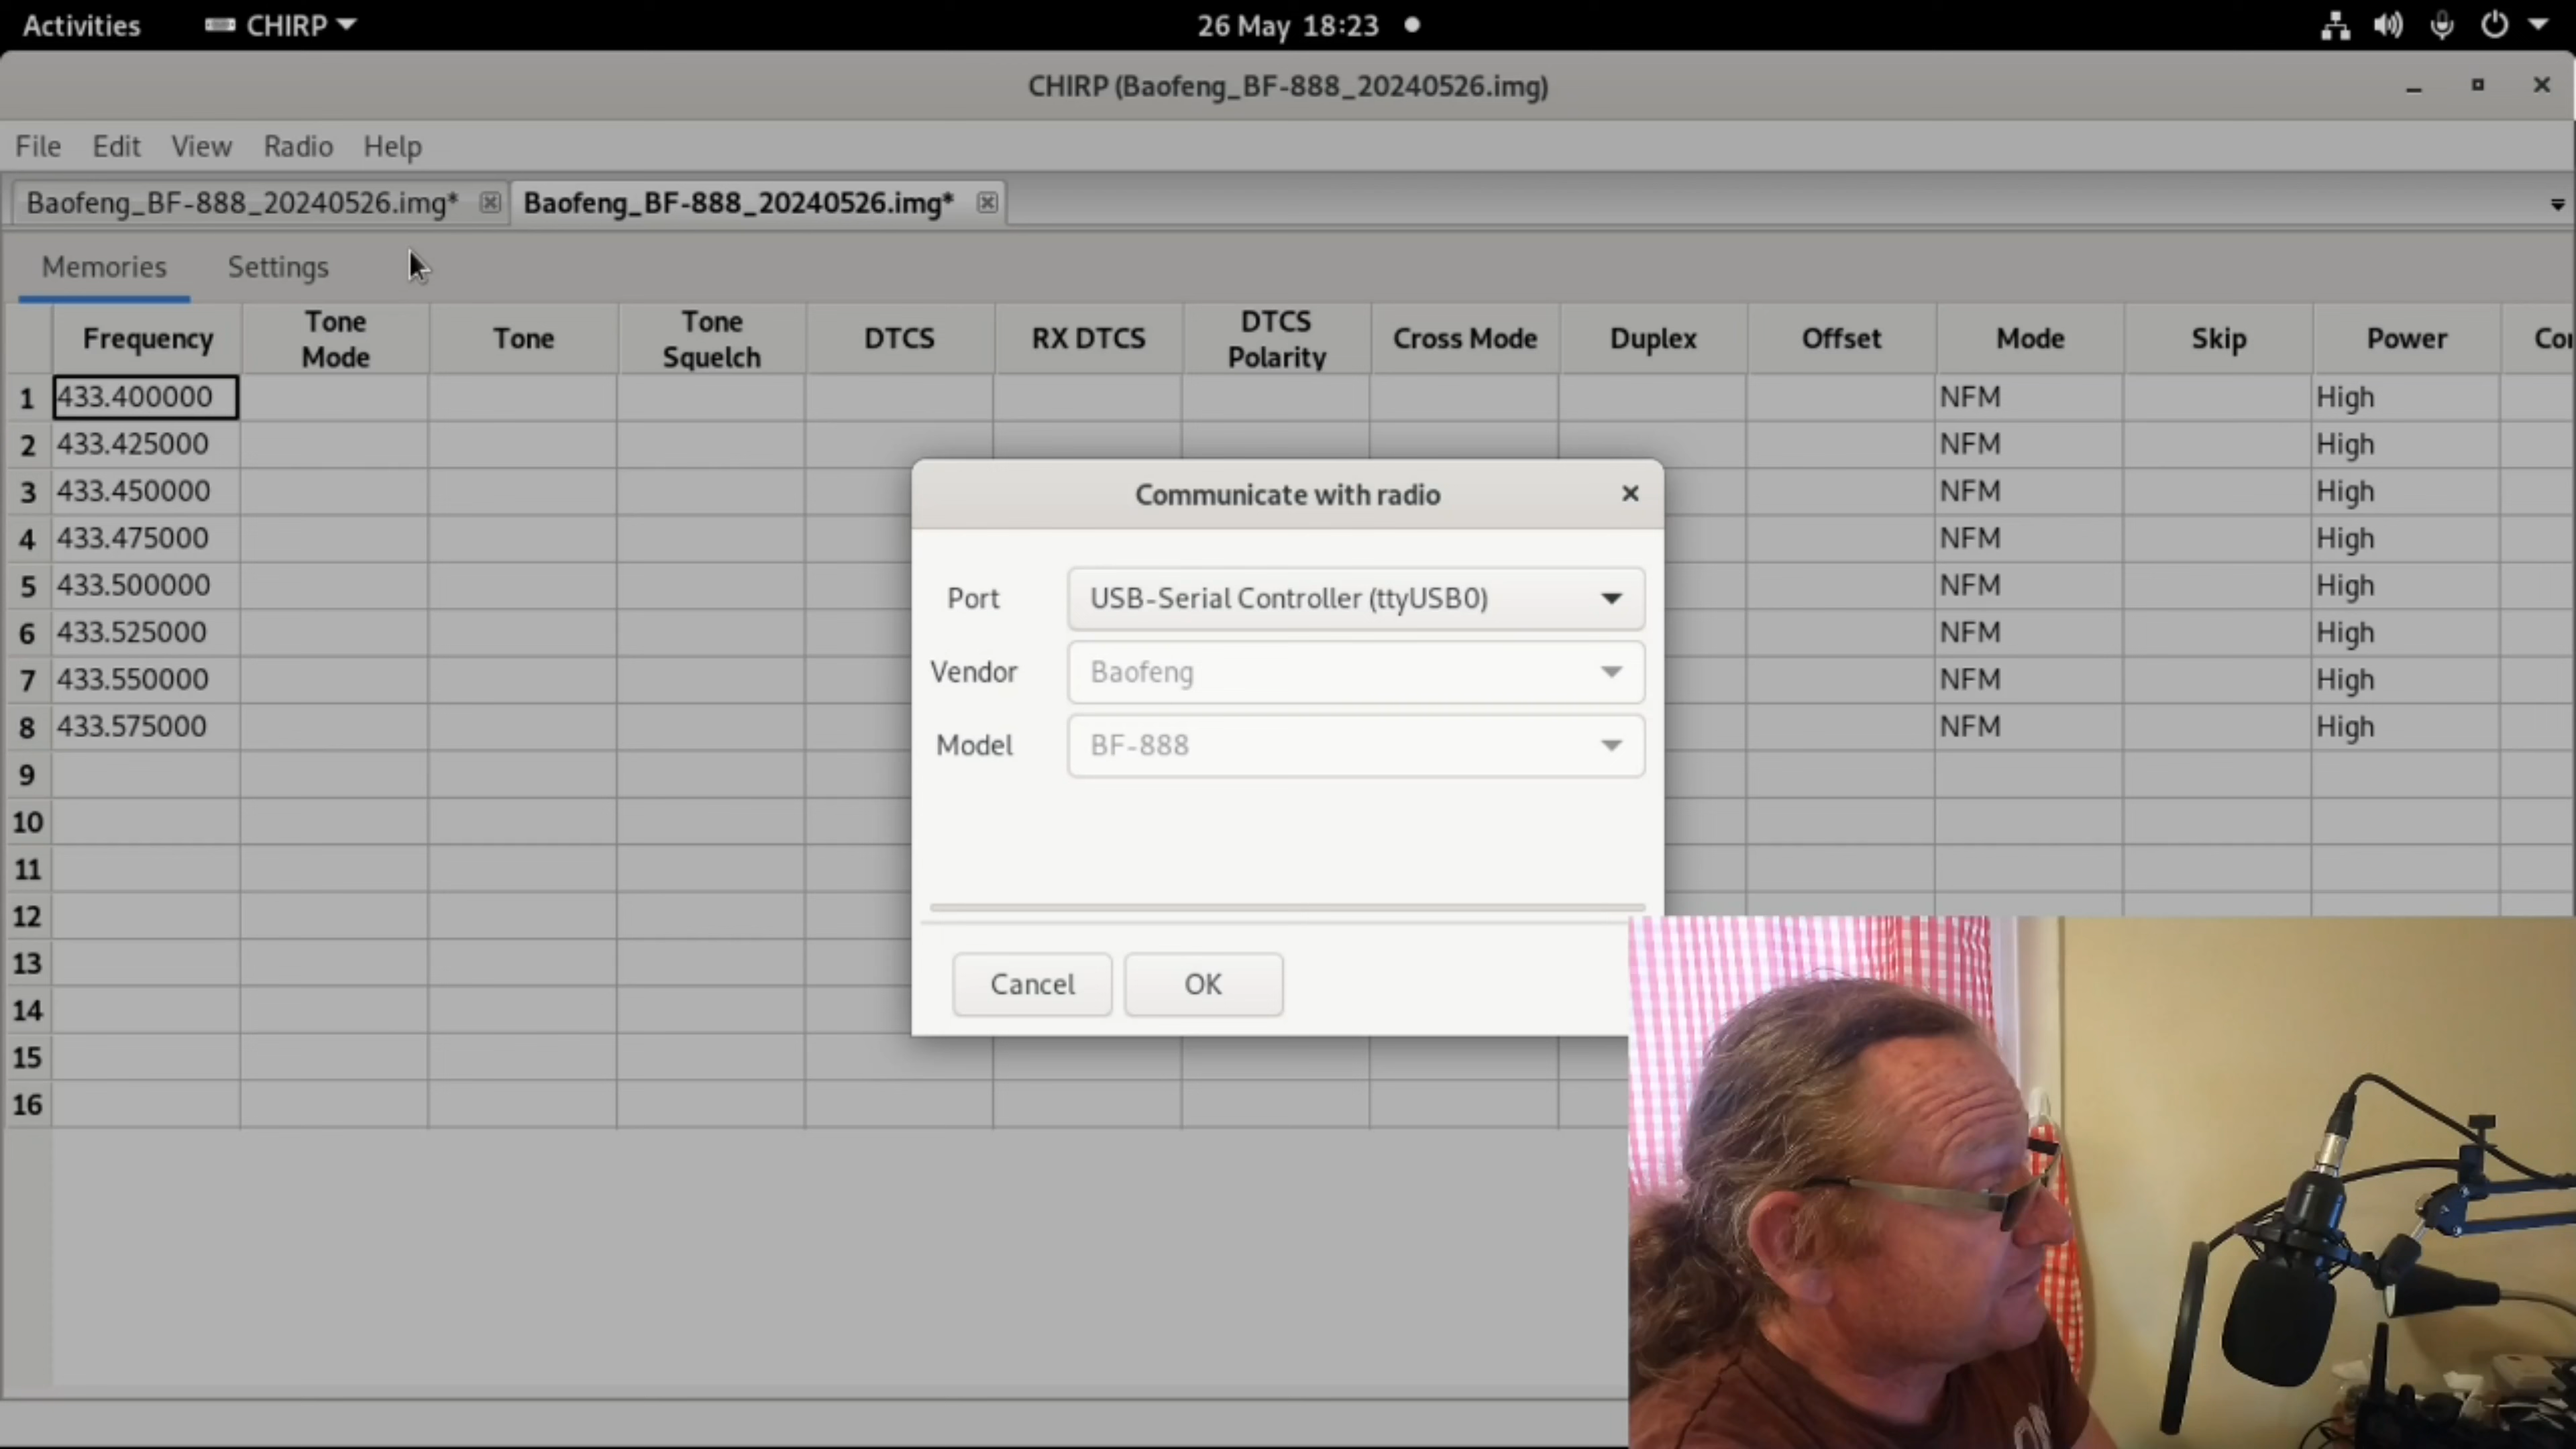 Activities CHIRP 26 May 18:23
CHIRP (Baofeng_BF-888_20240526.img)
File Edit View Radio Help
Baofeng_BF-888_20240526.img* Baofeng_BF-888_20240526.img*
Memories Settings
Frequency Tone Mode Tone Tone Squelch DTCS RX DTCS DTCS Polarity Cross Mode Duplex Offset Mode Skip Power
1 433.400000 NFM High
2 433.425000 NFM High
3 433.450000 NFM High
4 433.475000 NFM High
5 433.500000 NFM High
6 433.525000 NFM High
7 433.550000 NFM High
8 433.575000 NFM High
9
10
11
12
13
14
15
16
Communicate with radio
Port USB-Serial Controller (ttyUSB0)
Vendor Baofeng
Model BF-888
Cancel OK